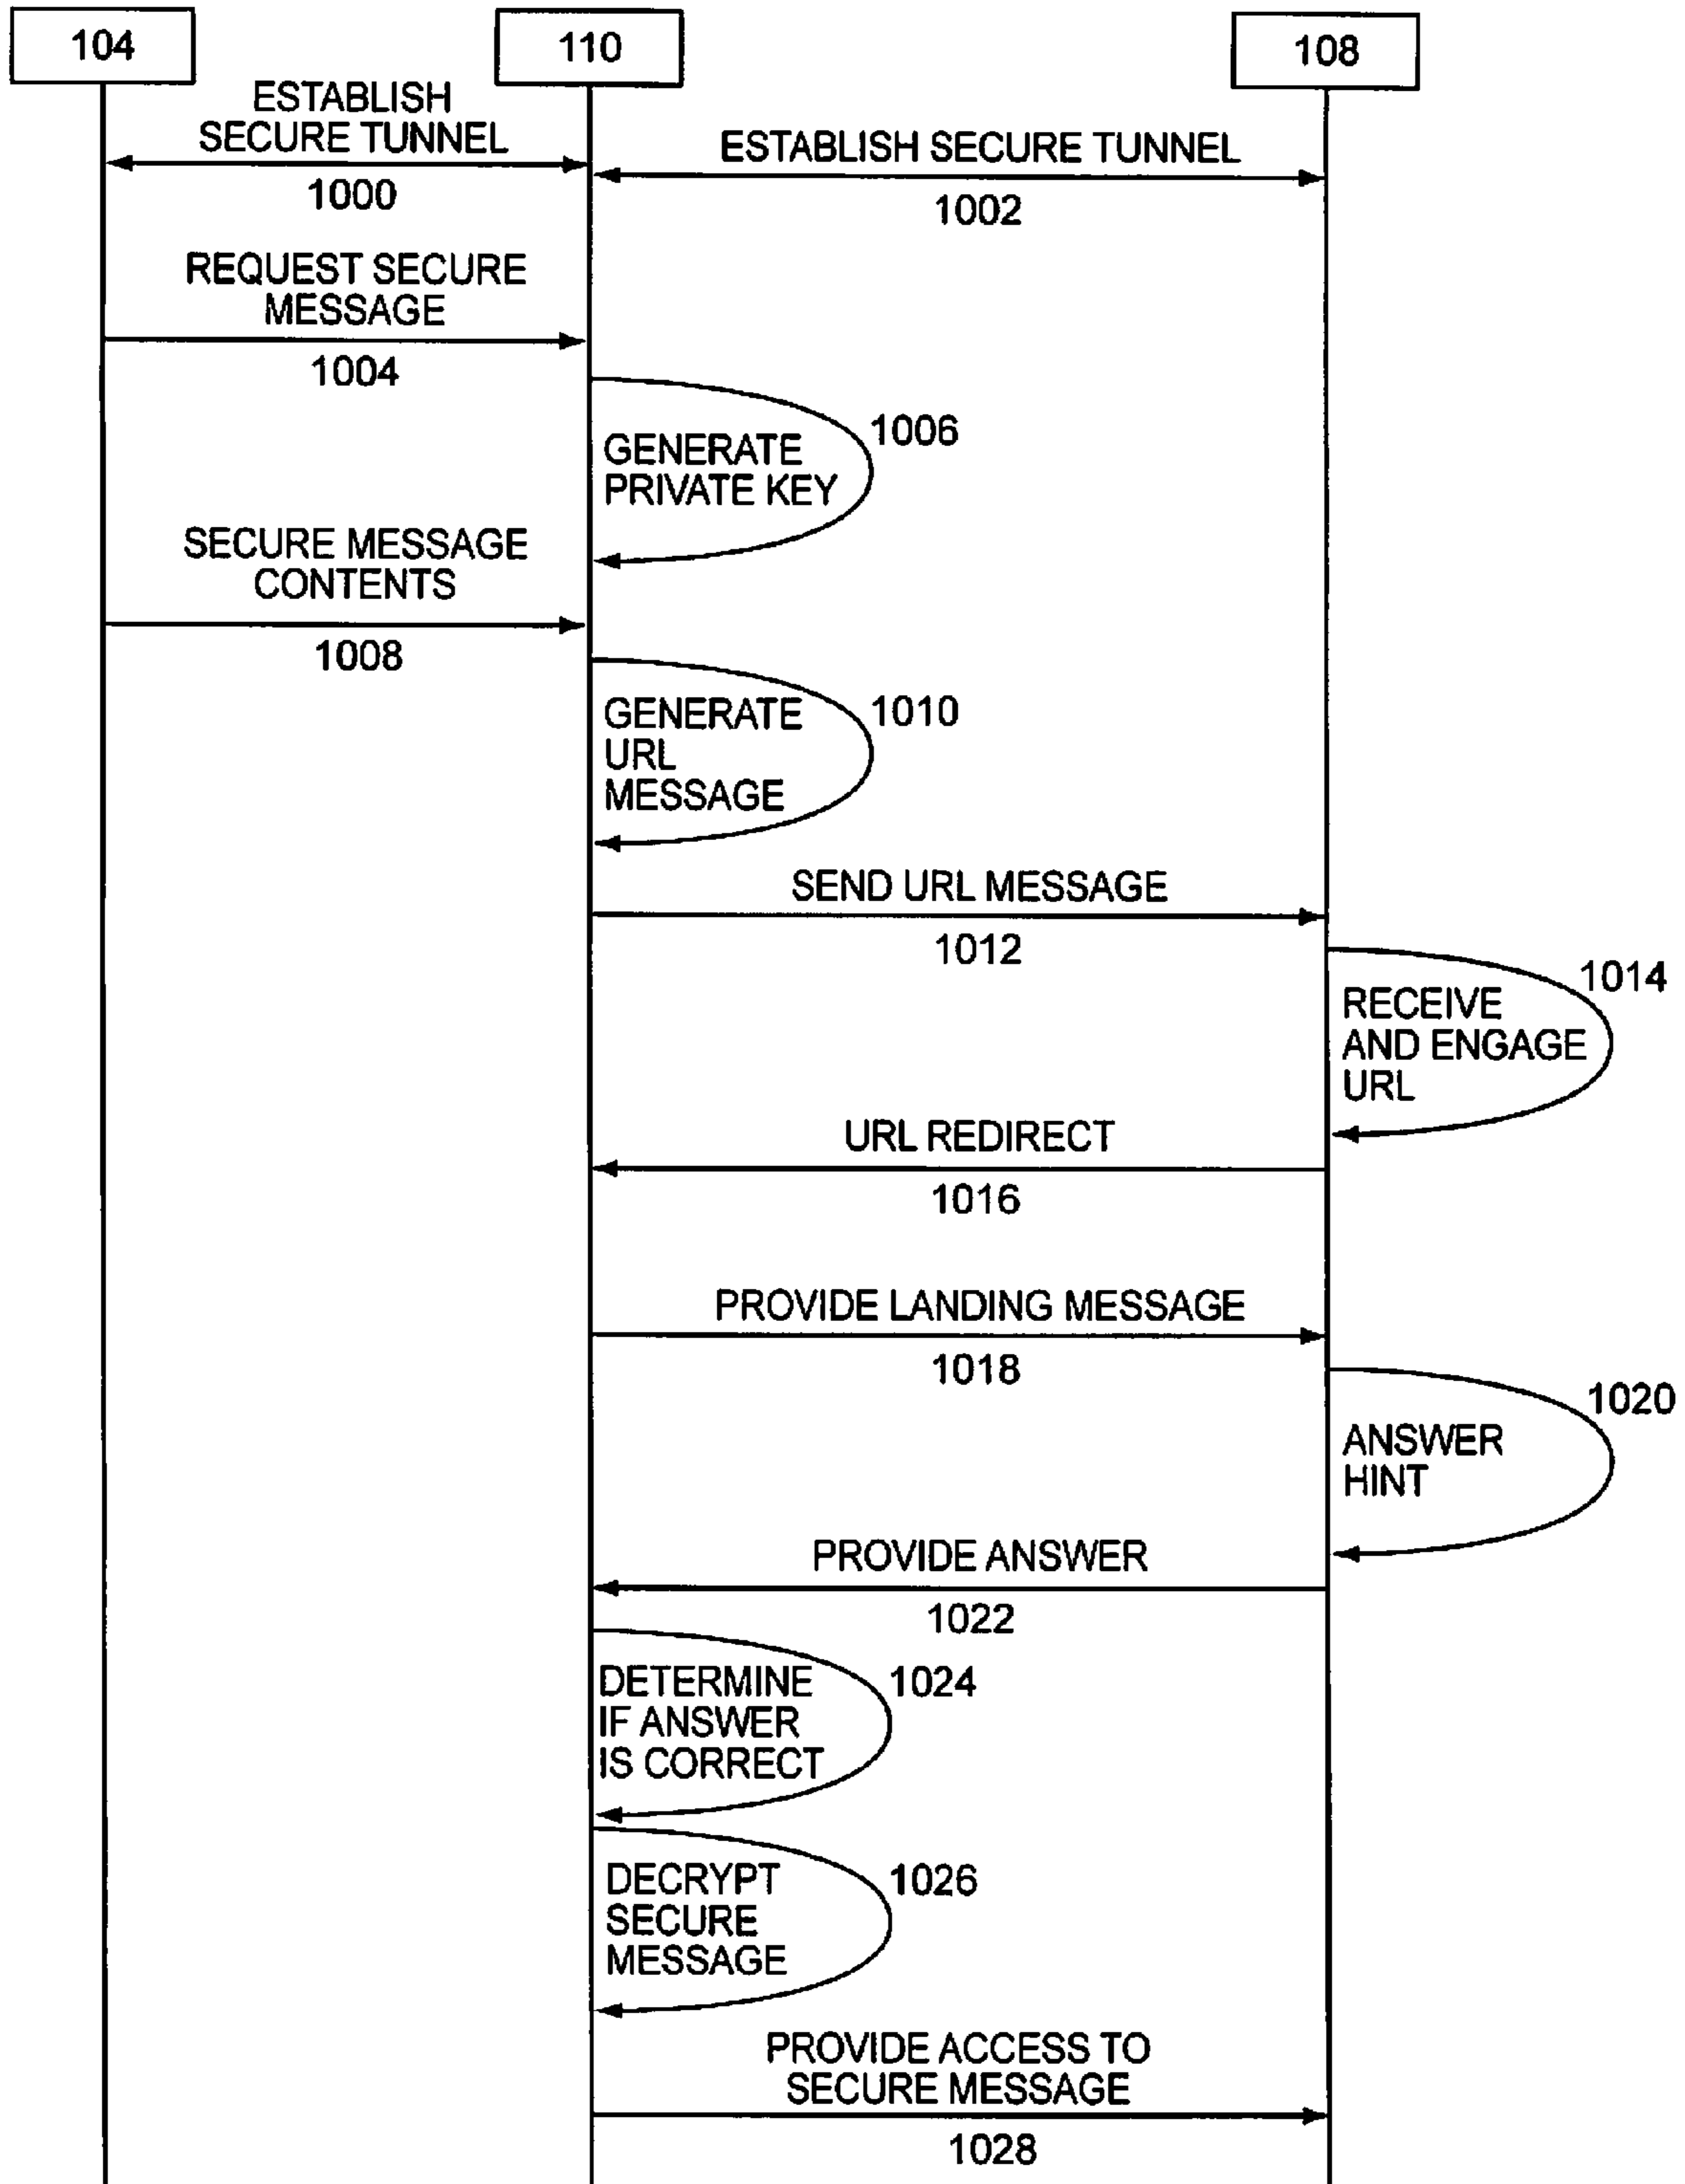 104
110
108
ESTABLISH
SECURE TUNNEL
1000
ESTABLISH SECURE TUNNEL
1002
REQUEST SECURE
MESSAGE
1004
GENERATE
PRIVATE KEY
1006
SECURE MESSAGE
CONTENTS
1008
GENERATE
URL
MESSAGE
1010
SEND URL MESSAGE
1012
RECEIVE
AND ENGAGE
URL
1014
URL REDIRECT
1016
PROVIDE LANDING MESSAGE
1018
ANSWER
HINT
1020
PROVIDE ANSWER
1022
DETERMINE
IF ANSWER
IS CORRECT
1024
DECRYPT
SECURE
MESSAGE
1026
PROVIDE ACCESS TO
SECURE MESSAGE
1028